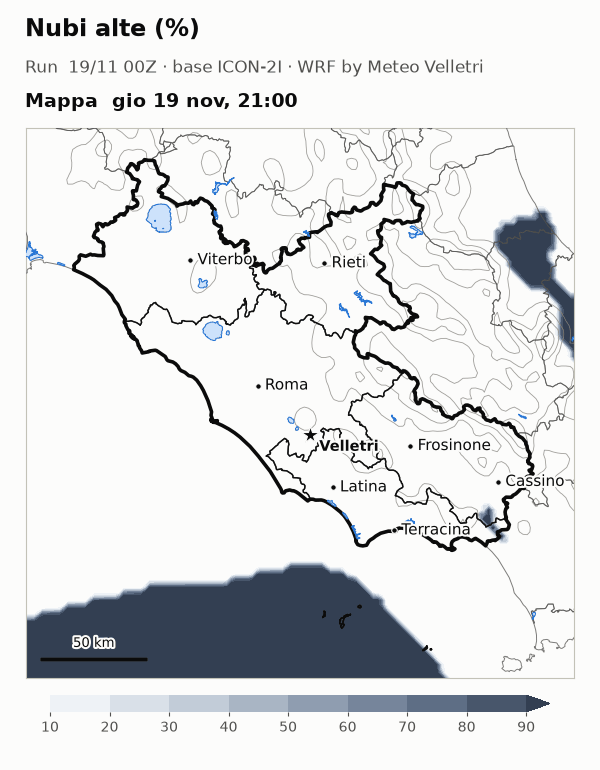 Nubi alte (%)
Run 19/11 00Z · base ICON-2I · WRF by Meteo Velletri
Mappa gio 19 nov, 21:00
Viterbo
Rieti
Roma
Velletri
Frosinone
Cassino
Latina
Terracina
50 km
10 20 30 40 50 60 70 80 90